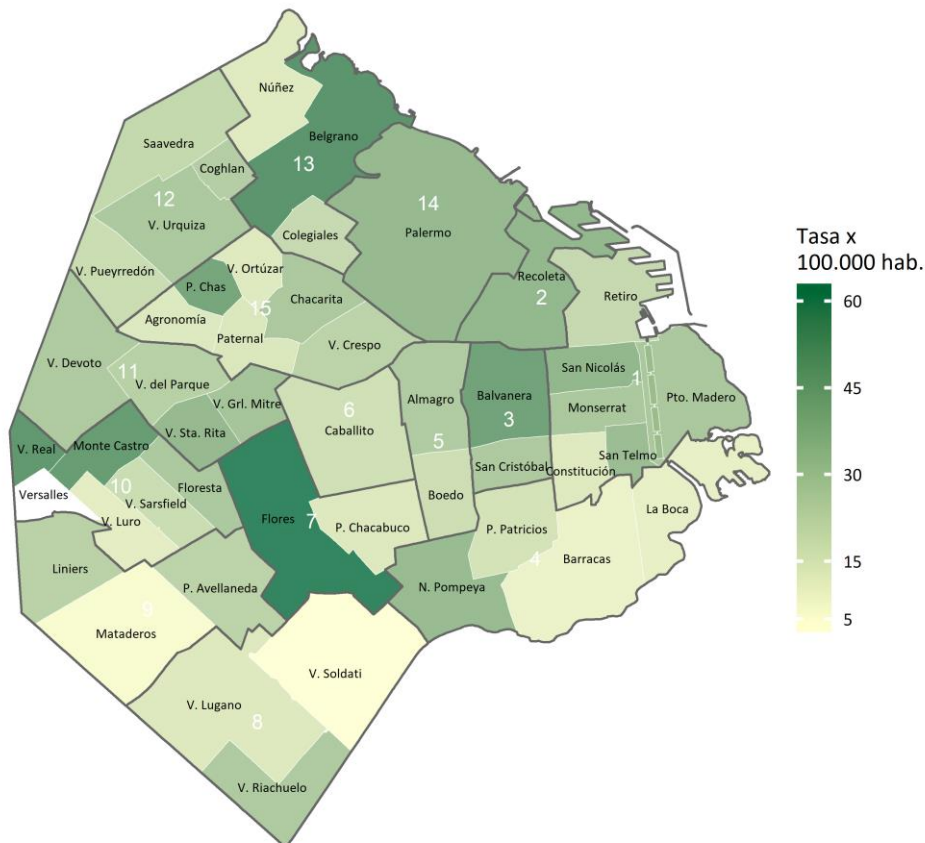 Núñez
Saavedra
Belgrano
Coghlan
13
12
V. Urquiza
14
Colegiales
Palermo
V. Pueyrredón
V. Ortúzar
P. Chas
Recoleta
2
Retiro
Chacarita
15
Agronomía
Paternal
V. Crespo
V. Devoto
11
V. del Parque
San Nicolás
1
Pto. Madero
V. Grl. Mitre
6
Almagro
Balvanera
Monserrat
Caballito
3
V. Real
Monte Castro
V. Sta. Rita
5
San Telmo
San Cristóbal
Constitución
10
Floresta
Versalles
V. Sarsfield
Boedo
V. Luro
Flores
7
P. Chacabuco
P. Patricios
La Boca
Liniers
4
Barracas
P. Avellaneda
N. Pompeya
9
Mataderos
V. Soldati
V. Lugano
8
V. Riachuelo
Tasa x
100.000 hab.
60
45
30
15
5